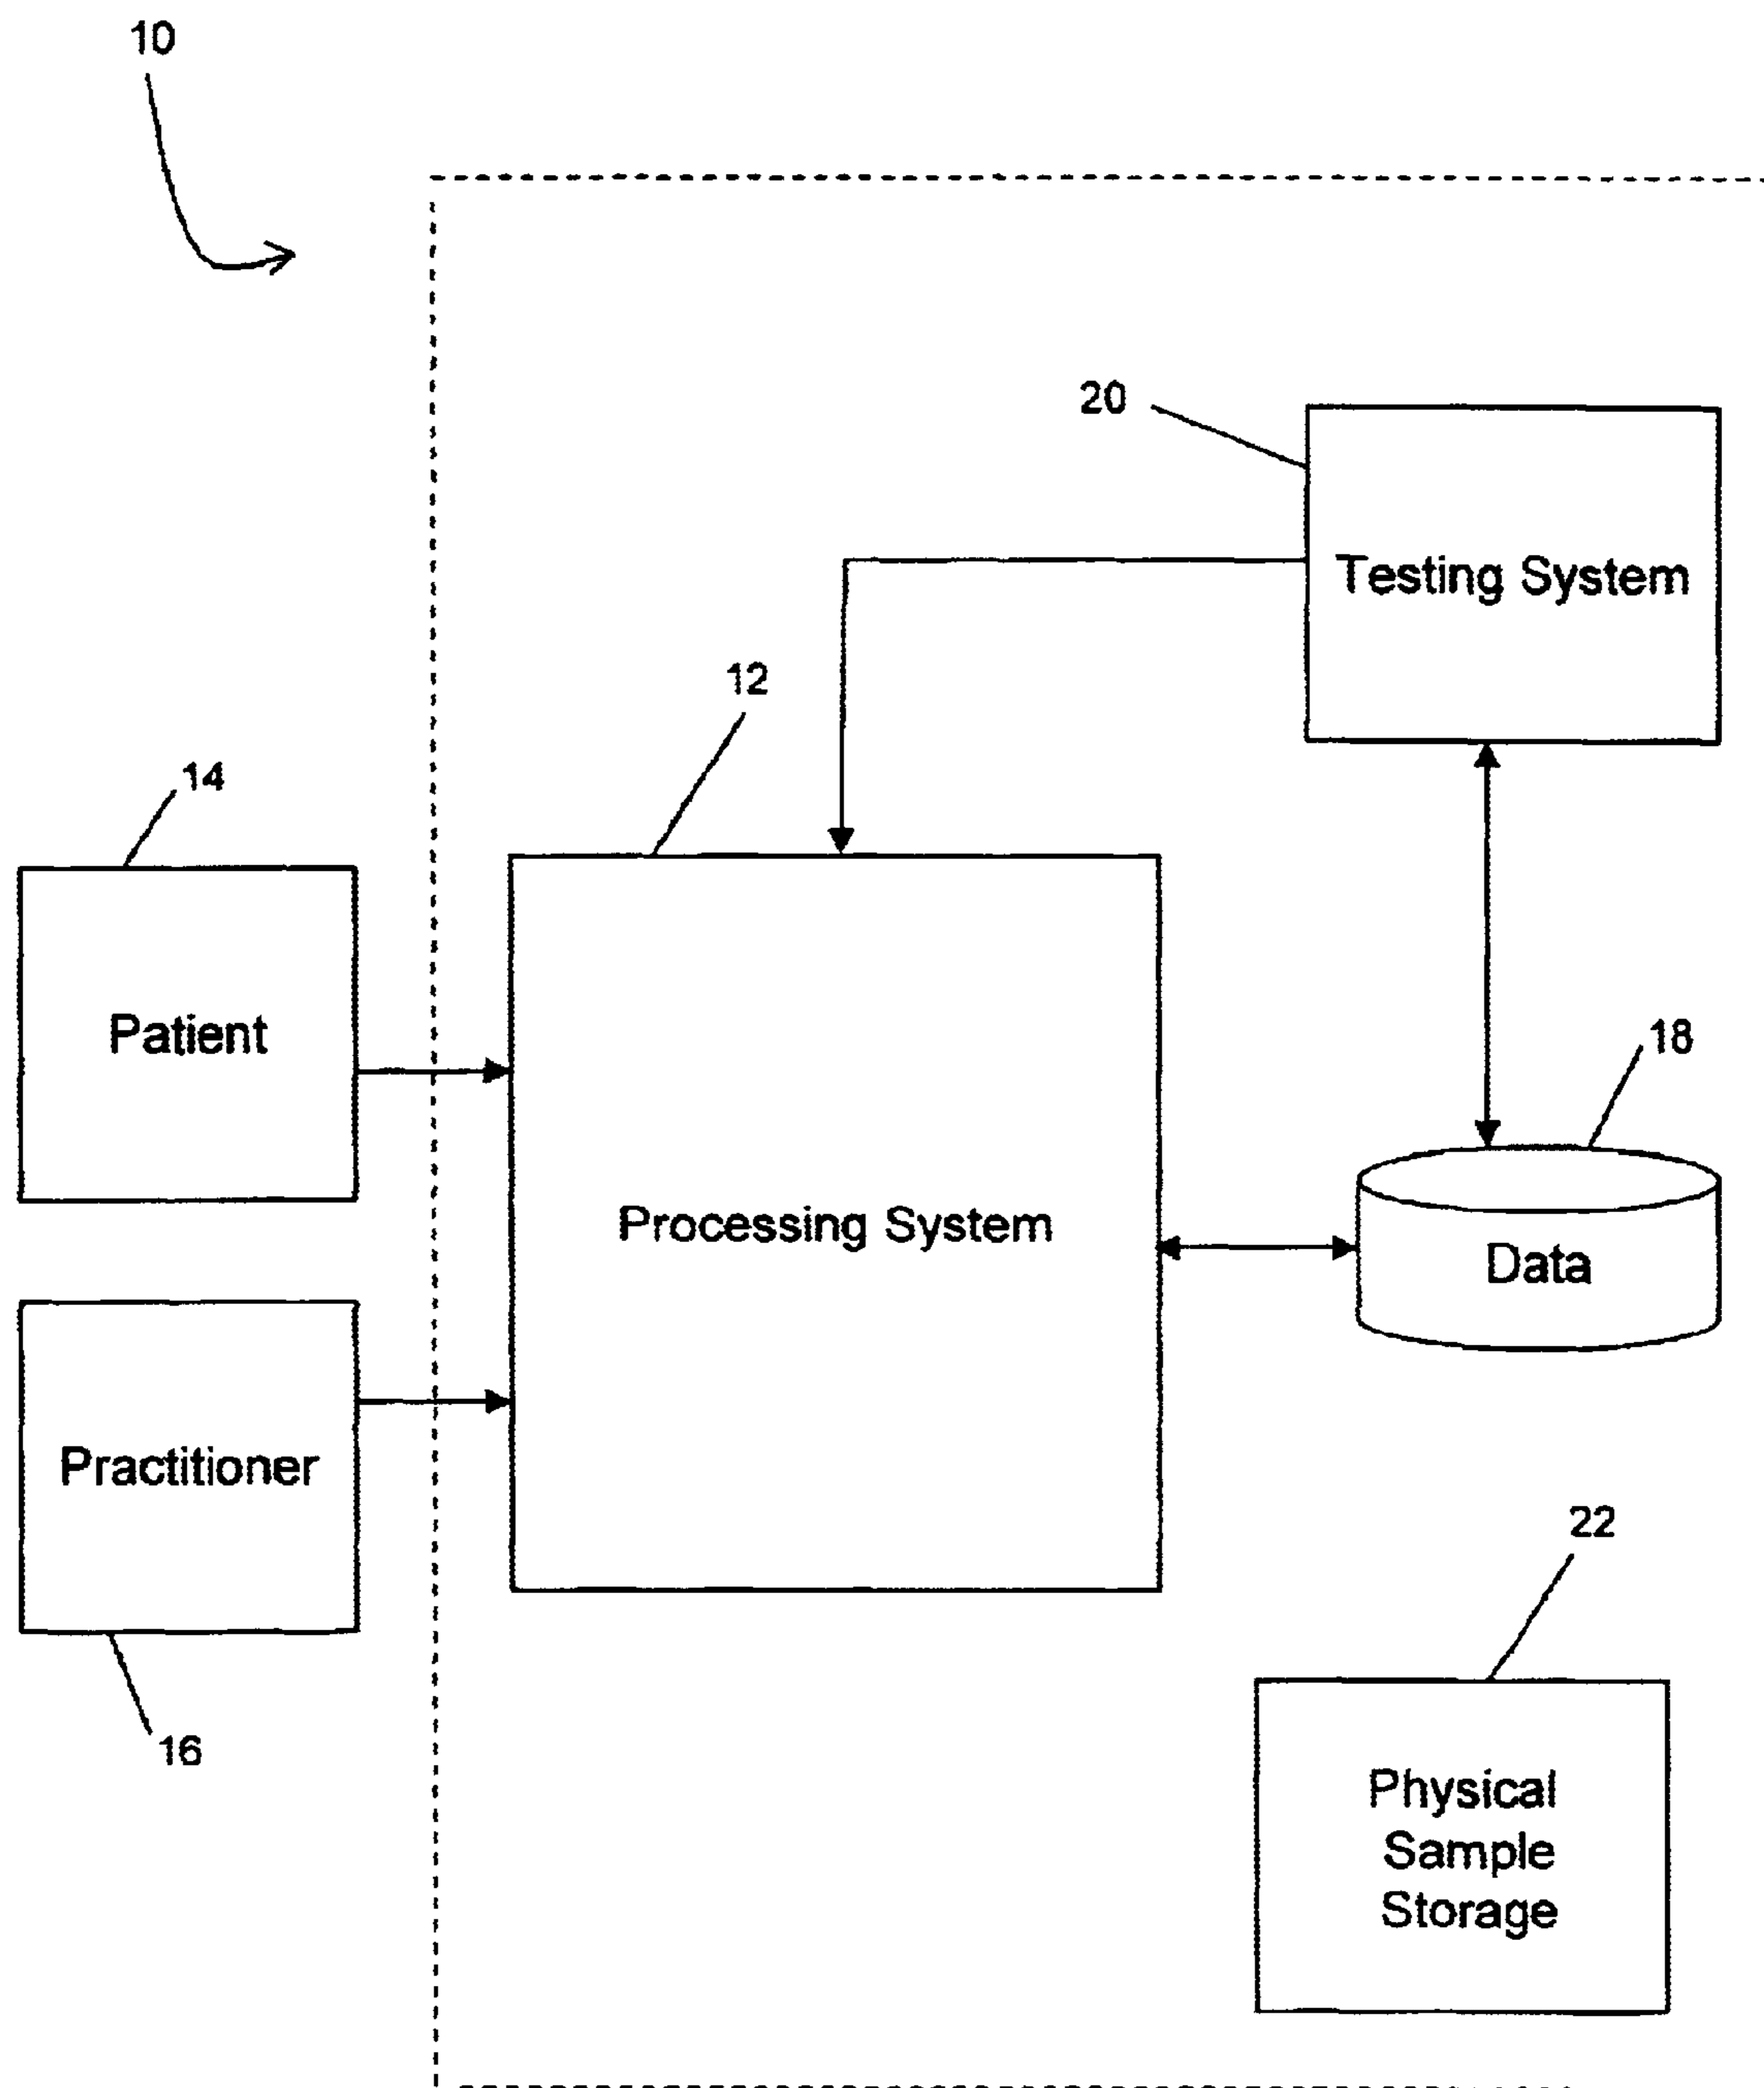 10
20
Testing System
12
14
Patient
18
Processing System
Data
Practitioner
22
16
Physical
Sample
Storage